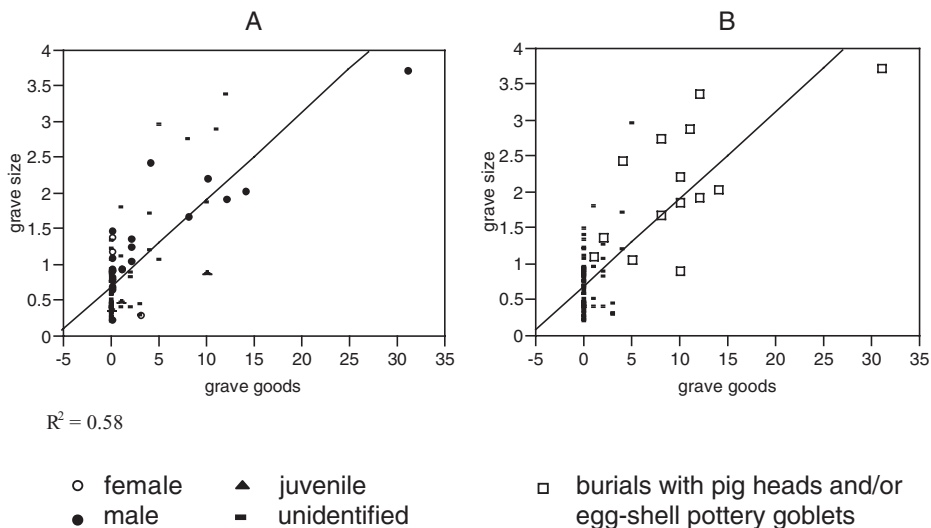 A
B
4
3.5
3
2.5
2
1.5
1
0.5
0
grave size
-5 0 5 10 15 20 25 30 35
grave goods
4
3.5
3
2.5
2
1.5
1
0.5
0
grave size
-5 0 5 10 15 20 25 30 35
grave goods
R² = 0.58
female
juvenile
male
unidentified
burials with pig heads and/or
egg-shell pottery goblets